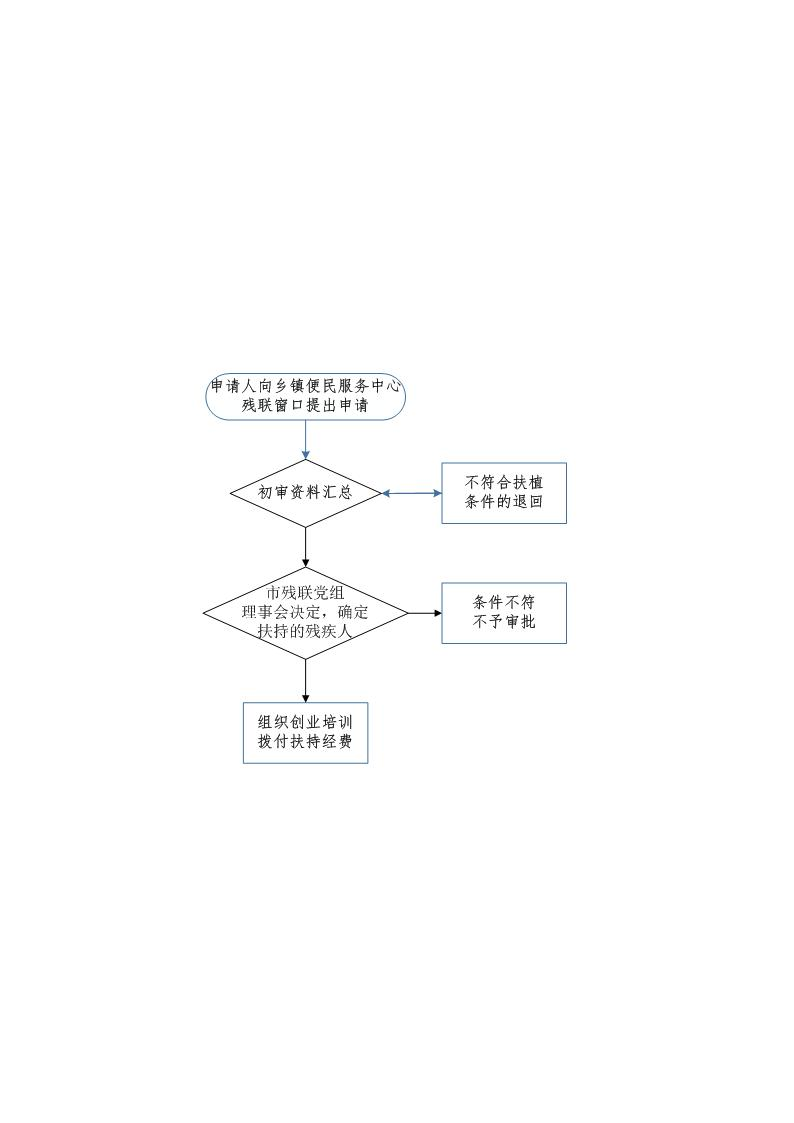 申请人向乡镇便民服务中心
残联窗口提出申请
初审资料汇总
不符合扶植
条件的退回
市残联党组
理事会决定，确定
扶持的残疾人
条件不符
不予审批
组织创业培训
拨付扶持经费